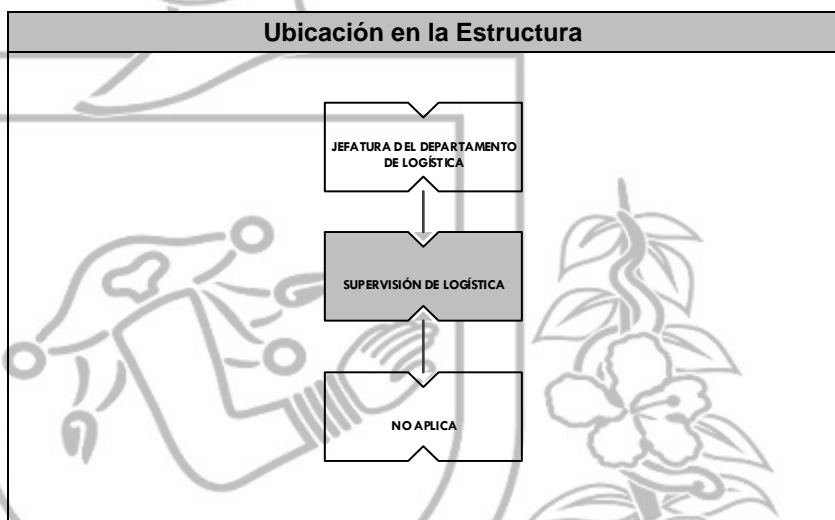 Ubicación en la Estructura
JEFATURA DEL DEPARTAMENTO
DE LOGÍSTICA
SUPERVISIÓN DE LOGÍSTICA
NO APLICA